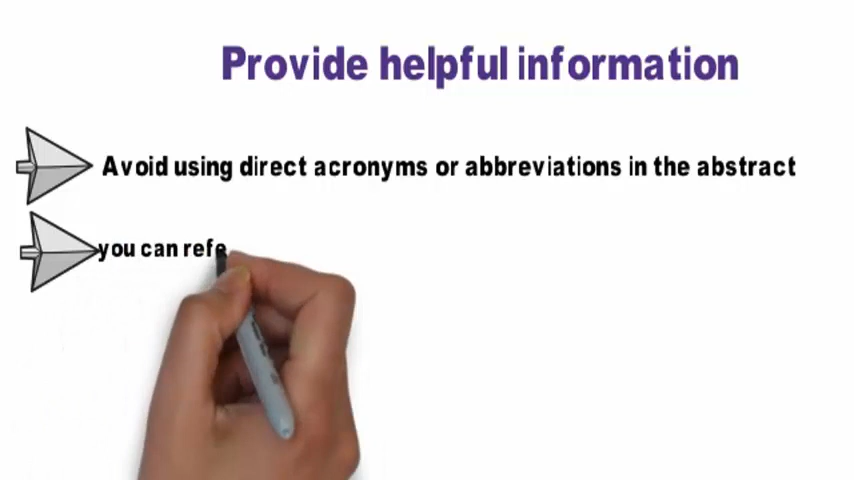 Provide helpful information
Avoid using direct acronyms or abbreviations in the abstract
you can refe